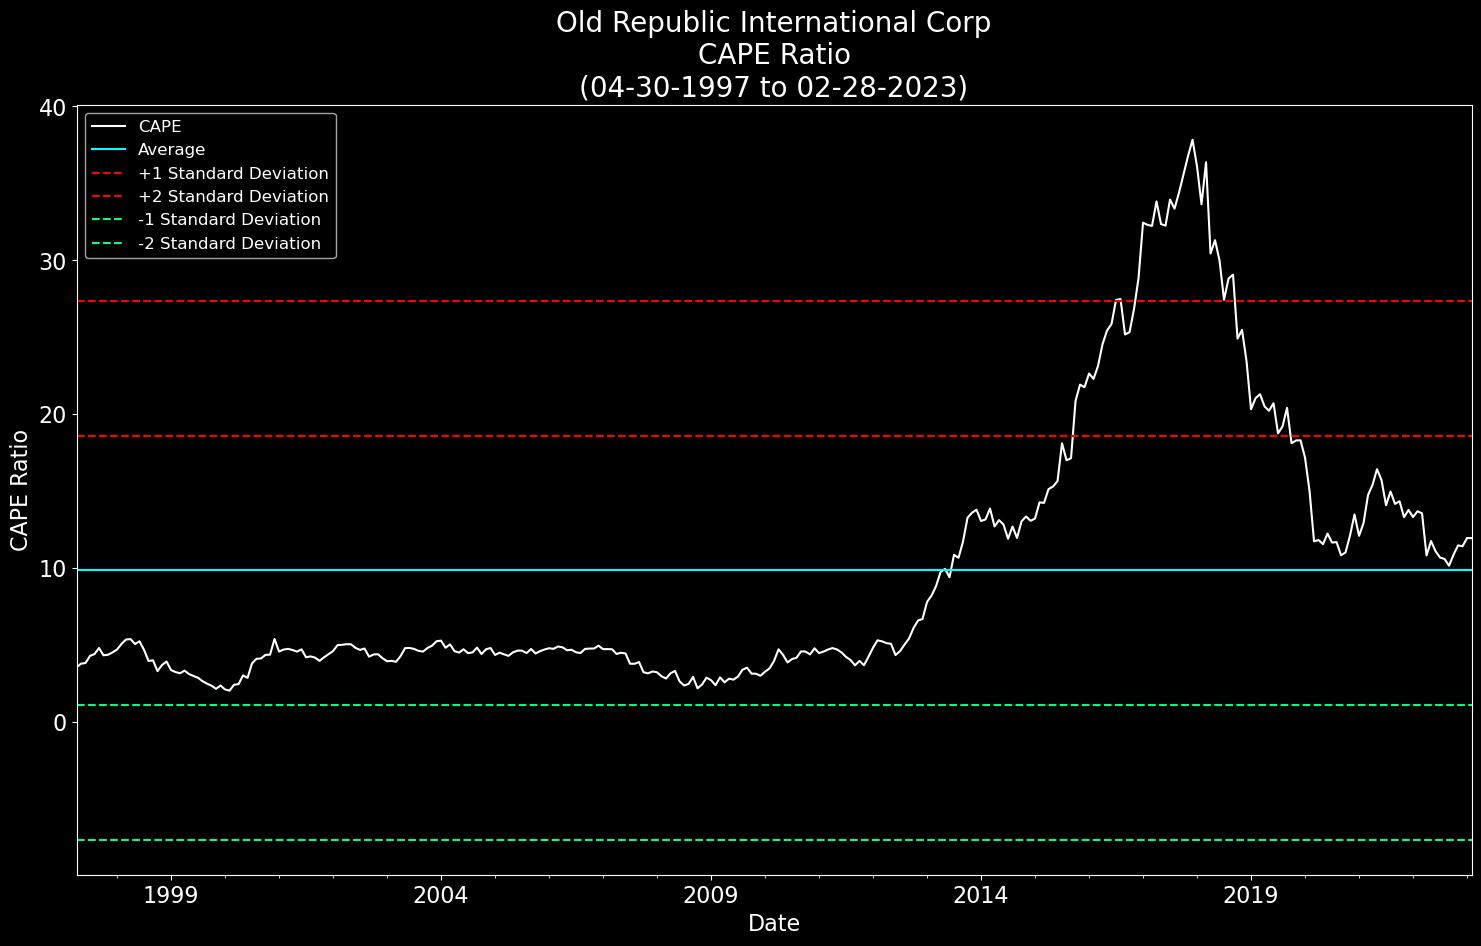 Old Republic International Corp
CAPE Ratio
(04-30-1997 to 02-28-2023)
CAPE
Average
+1 Standard Deviation
+2 Standard Deviation
-1 Standard Deviation
-2 Standard Deviation
CAPE Ratio
40
30
20
10
0
1999 2004 2009 2014 2019
Date